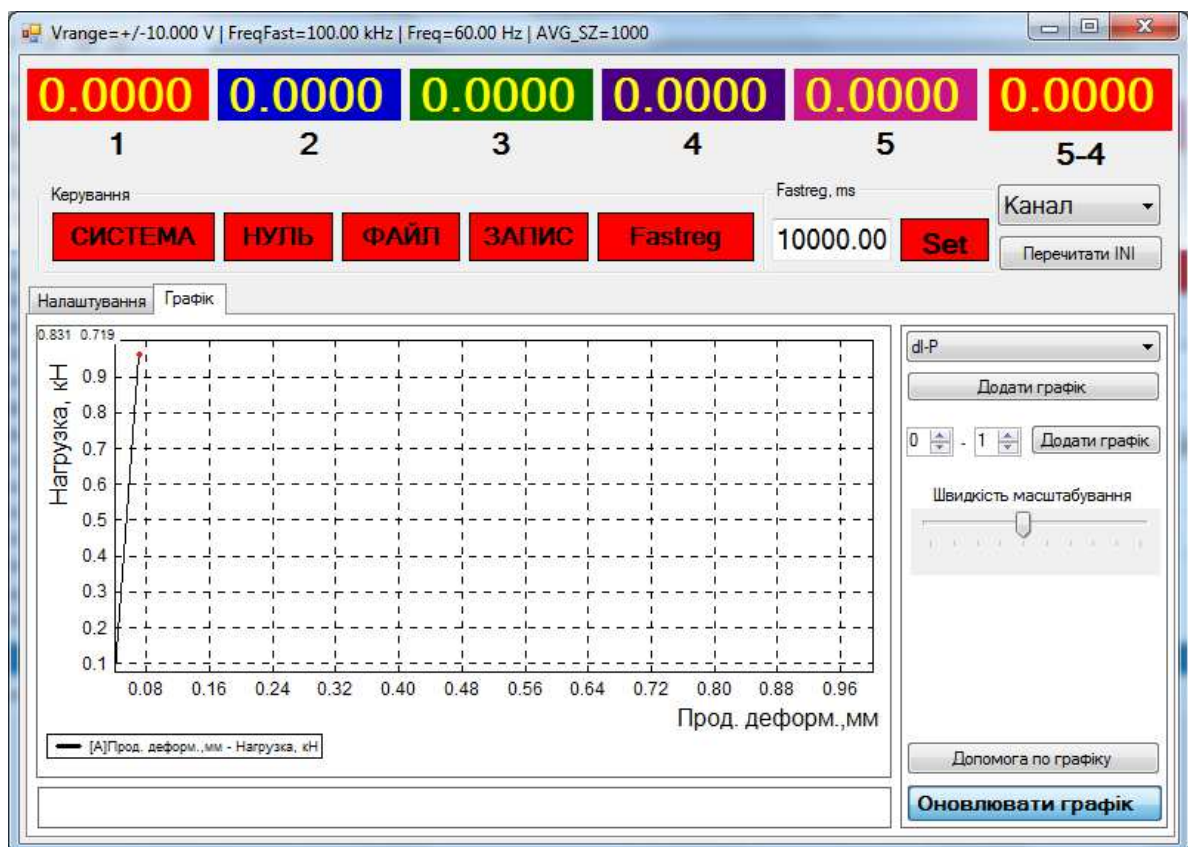 Vrange=+/-10.000 V | FreqFast=100.00 kHz | Freq=60.00 Hz | AVG_SZ=1000
0.0000 0.0000 0.0000 0.0000 0.0000 0.0000
1 2 3 4 5 5-4
Керування Fastreg, ms
СИСТЕМА НУЛЬ ФАЙЛ ЗАПИС Fastreg 10000.00 Set
Канал
Перечитати INI
Налаштування Графік
0.831 0.719
Нагрузка, кН
0.9
0.8
0.7
0.6
0.5
0.4
0.3
0.2
0.1
0.08 0.16 0.24 0.32 0.40 0.48 0.56 0.64 0.72 0.80 0.88 0.96
Прод. деформ.,мм
[A]Прод. деформ.,мм - Нагрузка, кН
dl-P
Додати графік
0 - 1 Додати графік
Швидкість масштабування
Допомога по графіку
Оновлювати графік